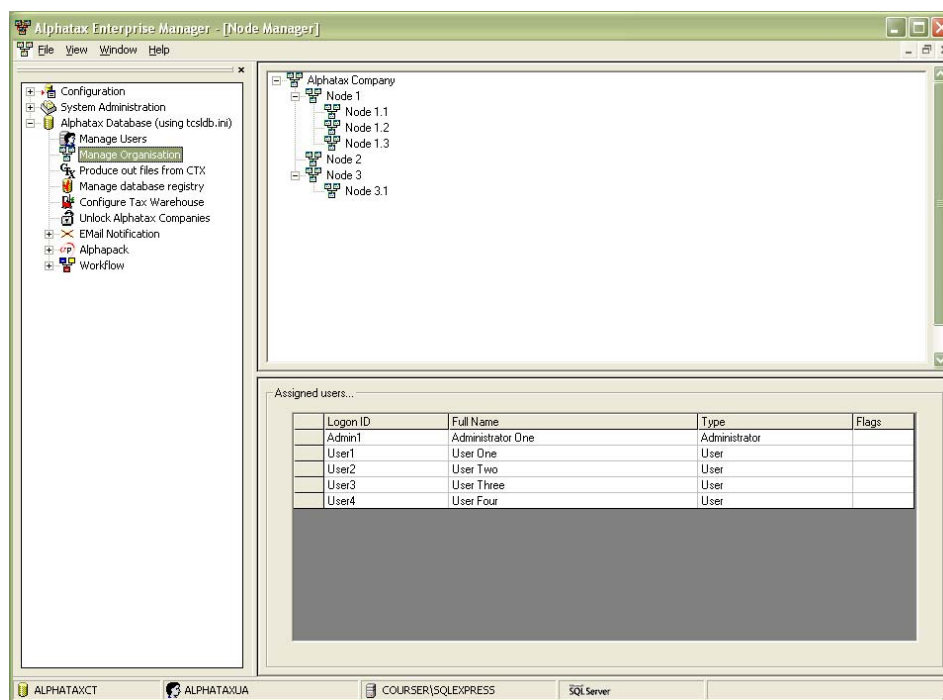 Alphatax Enterprise Manager - [Node Manager]
File View Window Help
Configuration
System Administration
Alphatax Database (using tcsldb.ini)
Manage Users
Manage Organisation
Produce out files from CTX
Manage database registry
Configure Tax Warehouse
Unlock Alphatax Companies
EMail Notification
Alphapack
Workflow
Alphatax Company
Node 1
Node 1.1
Node 1.2
Node 1.3
Node 2
Node 3
Node 3.1
Assigned users...
Logon ID Full Name Type Flags
Admin1 Administrator One Administrator
User1 User One User
User2 User Two User
User3 User Three User
User4 User Four User
ALPHATAXCT ALPHATAXUA COURSER\SQLEXPRESS SQL Server